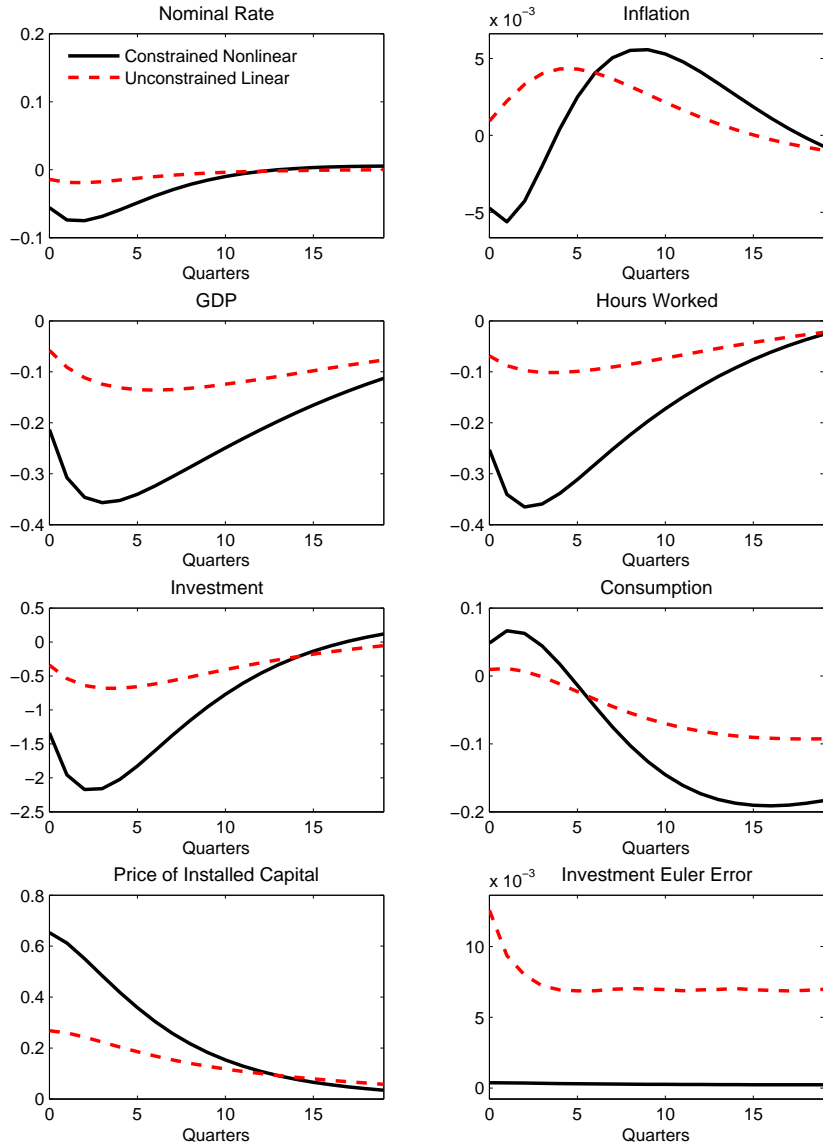 Nominal Rate
0.2
0.1
0
−0.1
0 5 10 15
Quarters
Constrained Nonlinear
Unconstrained Linear
Inflation
x 10−3
5
0
−5
0 5 10 15
Quarters
GDP
0
−0.1
−0.2
−0.3
−0.4
0 5 10 15
Quarters
Hours Worked
0
−0.1
−0.2
−0.3
−0.4
0 5 10 15
Quarters
Investment
0.5
0
−0.5
−1
−1.5
−2
−2.5
0 5 10 15
Quarters
Consumption
0.1
0
−0.1
−0.2
0 5 10 15
Quarters
Price of Installed Capital
0.8
0.6
0.4
0.2
0
0 5 10 15
Quarters
Investment Euler Error
x 10−3
10
5
0
0 5 10 15
Quarters